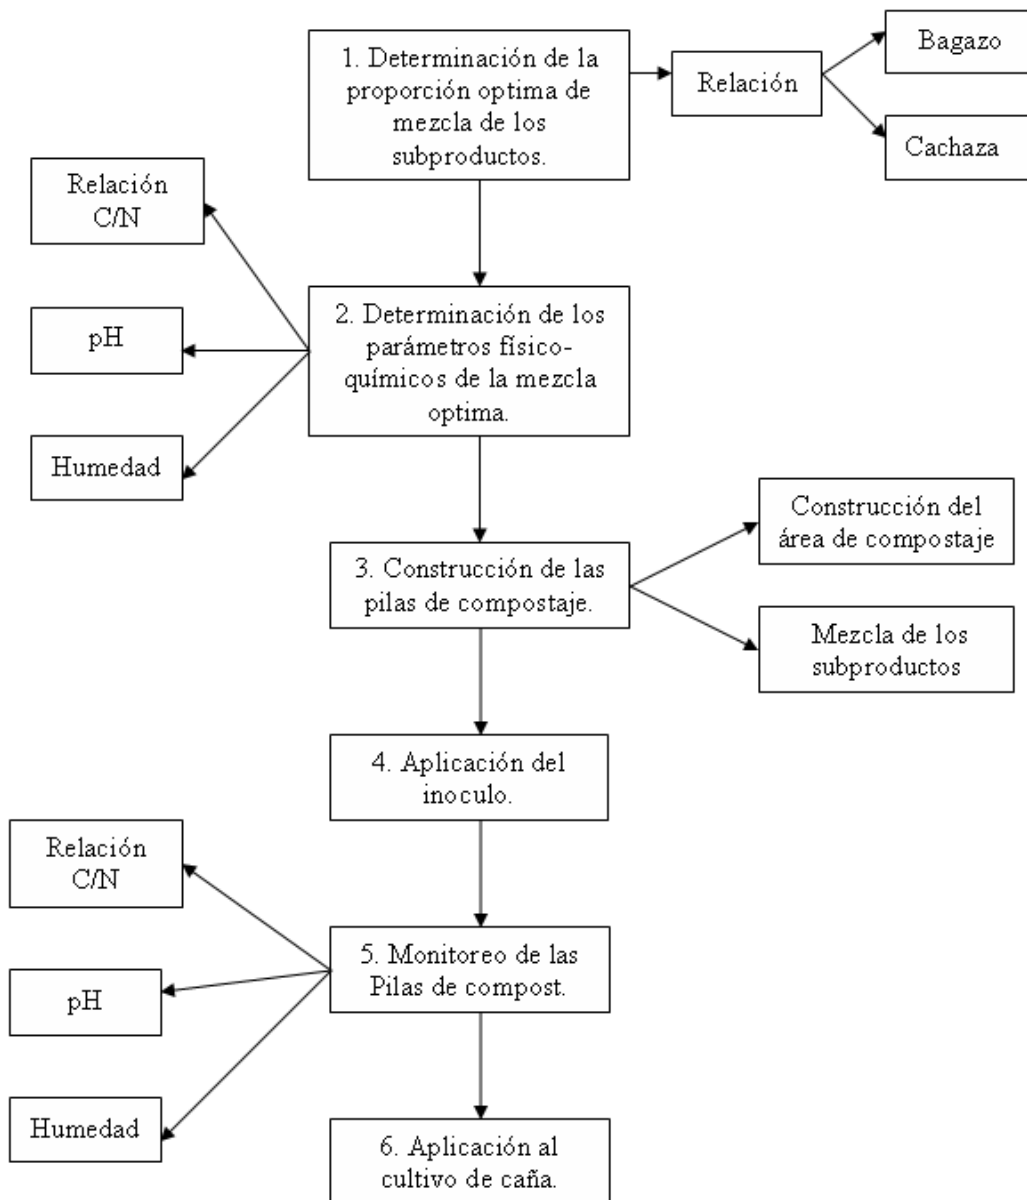 1. Determinación de la
proporción optima de
mezcla de los
subproductos.
Relación
Bagazo
Cachaza
Relación
C/N
pH
Humedad
2. Determinación de los
parámetros físico-
químicos de la mezcla
optima.
3. Construcción de las
pilas de compostaje.
Construcción del
área de compostaje
Mezcla de los
subproductos
4. Aplicación del
inoculo.
Relación
C/N
pH
Humedad
5. Monitoreo de las
Pilas de compost.
6. Aplicación al
cultivo de caña.